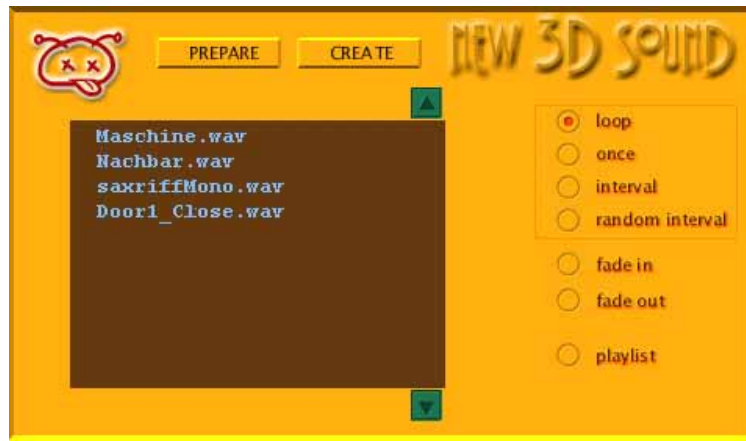 PREPARE
CREATE
NEW 3D SOUND
Maschine.wav
Nachbar.wav
saxriffMono.wav
Door1_Close.wav
loop
once
interval
random interval
fade in
fade out
playlist